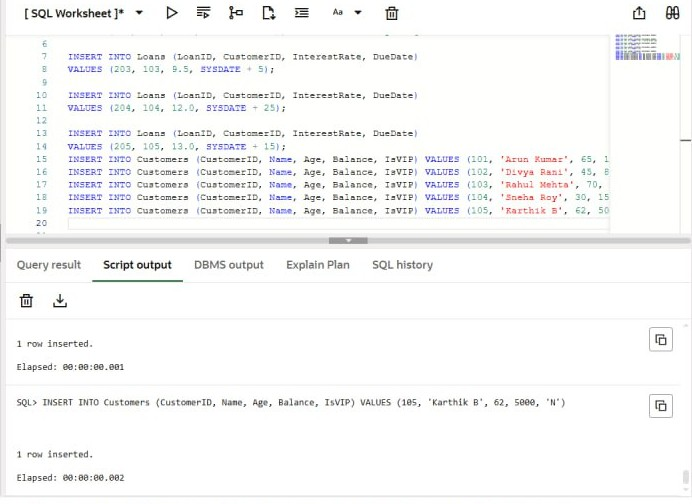 [ SQL Worksheet ]*
Aa
6
7 INSERT INTO Loans (LoanID, CustomerID, InterestRate, DueDate)
8 VALUES (203, 103, 9.5, SYSDATE + 5);
9
10 INSERT INTO Loans (LoanID, CustomerID, InterestRate, DueDate)
11 VALUES (204, 104, 12.0, SYSDATE + 25);
12
13 INSERT INTO Loans (LoanID, CustomerID, InterestRate, DueDate)
14 VALUES (205, 105, 13.0, SYSDATE + 15);
15 INSERT INTO Customers (CustomerID, Name, Age, Balance, IsVIP) VALUES (101, 'Arun Kumar', 65, 1
16 INSERT INTO Customers (CustomerID, Name, Age, Balance, IsVIP) VALUES (102, 'Divya Rani', 45, 8
17 INSERT INTO Customers (CustomerID, Name, Age, Balance, IsVIP) VALUES (103, 'Rahul Mehta', 70,
18 INSERT INTO Customers (CustomerID, Name, Age, Balance, IsVIP) VALUES (104, 'Sneha Roy', 30, 15
19 INSERT INTO Customers (CustomerID, Name, Age, Balance, IsVIP) VALUES (105, 'Karthik B', 62, 50
20
Query result Script output DBMS output Explain Plan SQL history
1 row inserted.
Elapsed: 00:00:00.001
SQL> INSERT INTO Customers (CustomerID, Name, Age, Balance, IsVIP) VALUES (105, 'Karthik B', 62, 5000, 'N')
1 row inserted.
Elapsed: 00:00:00.002